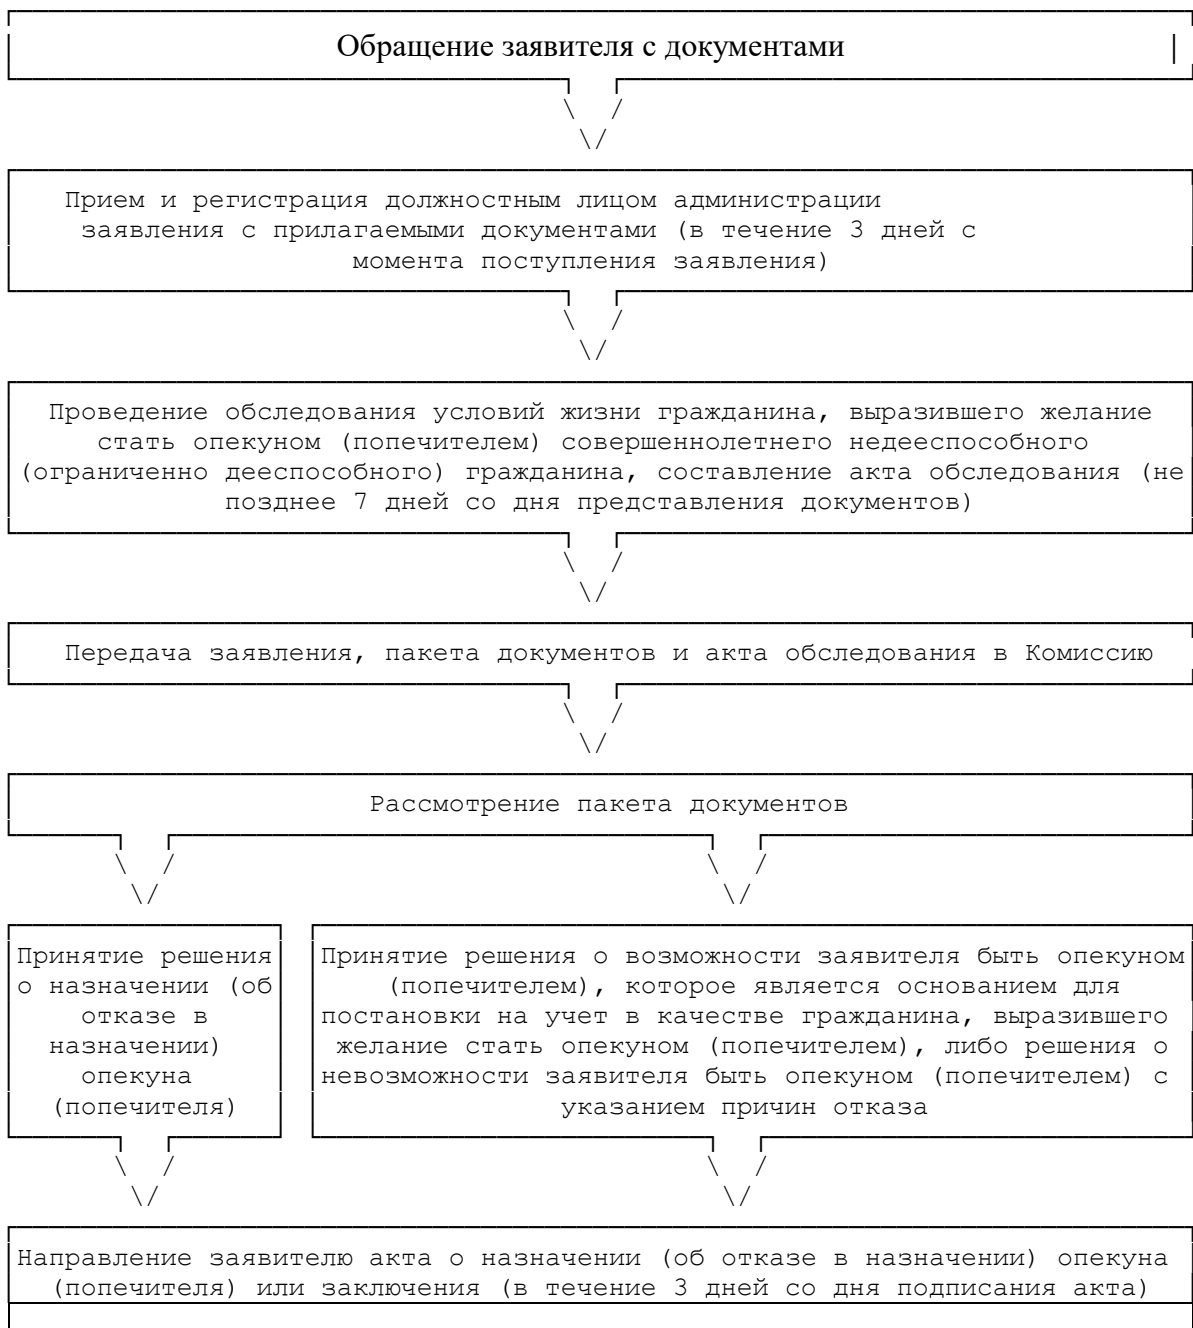 Обращение заявителя с документами
Прием и регистрация должностным лицом администрации
заявления с прилагаемыми документами (в течение 3 дней с
момента поступления заявления)
Проведение обследования условий жизни гражданина, выразившего желание
стать опекуном (попечителем) совершеннолетнего недееспособного
(ограниченно дееспособного) гражданина, составление акта обследования (не
позднее 7 дней со дня представления документов)
Передача заявления, пакета документов и акта обследования в Комиссию
Рассмотрение пакета документов
Принятие решения
о назначении (об
отказе в
назначении)
опекуна
(попечителя)
Принятие решения о возможности заявителя быть опекуном
(попечителем), которое является основанием для
постановки на учет в качестве гражданина, выразившего
желание стать опекуном (попечителем), либо решения о
невозможности заявителя быть опекуном (попечителем) с
указанием причин отказа
Направление заявителю акта о назначении (об отказе в назначении) опекуна
(попечителя) или заключения (в течение 3 дней со дня подписания акта)